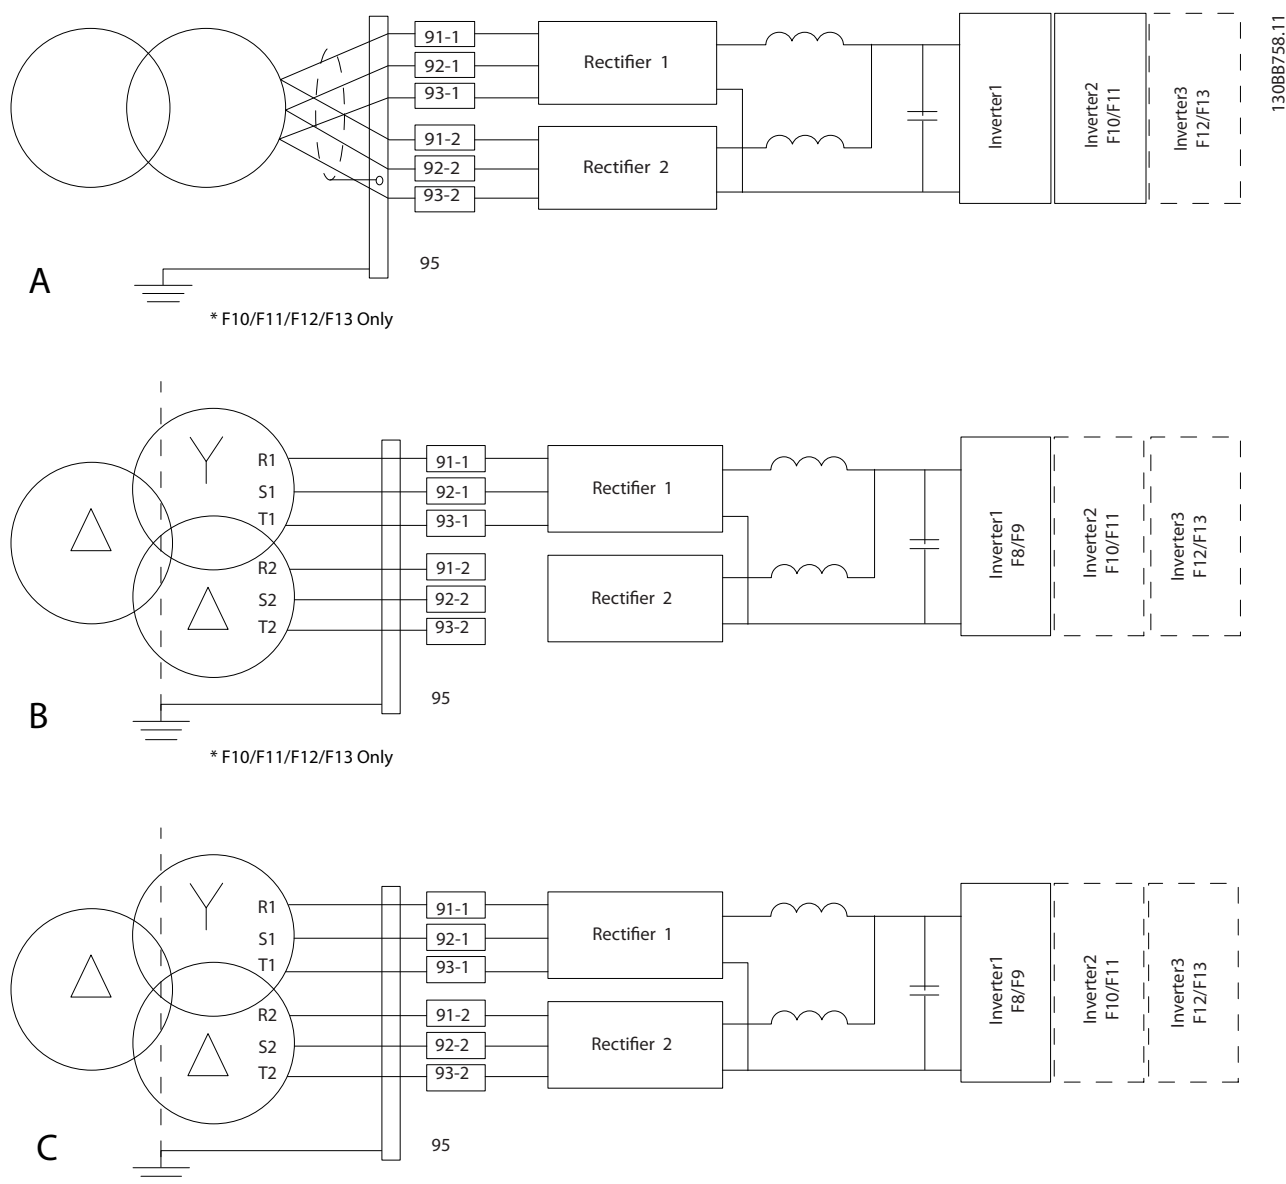 130BB758.11
91-1
92-1
93-1
91-2
92-2
93-2
Rectifier 1
Rectifier 2
Inverter1
Inverter2
F10/F11
Inverter3
F12/F13
95
A
* F10/F11/F12/F13 Only
R1
S1
T1
R2
S2
T2
91-1
92-1
93-1
91-2
92-2
93-2
Rectifier 1
Rectifier 2
Inverter1
F8/F9
Inverter2
F10/F11
Inverter3
F12/F13
95
B
* F10/F11/F12/F13 Only
R1
S1
T1
R2
S2
T2
91-1
92-1
93-1
91-2
92-2
93-2
Rectifier 1
Rectifier 2
Inverter1
F8/F9
Inverter2
F10/F11
Inverter3
F12/F13
95
C